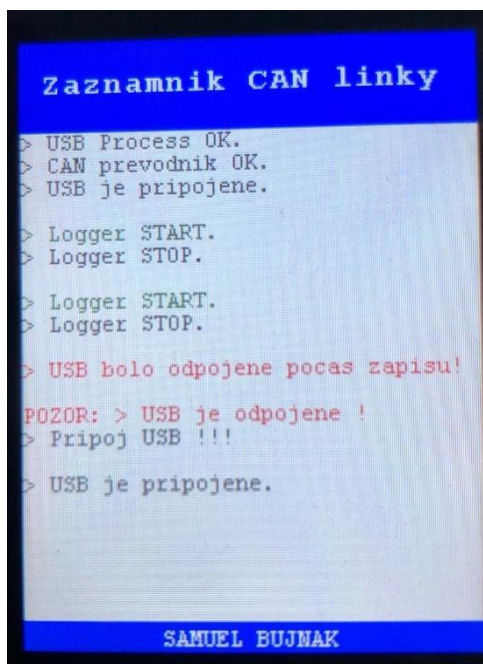 Zaznamnik CAN linky
> USB Process OK.
> CAN prevodnik OK.
> USB je pripojene.
> Logger START.
> Logger STOP.
> Logger START.
> Logger STOP.
> USB bolo odpojene pocas zapisu!
POZOR: > USB je odpojene !
> Pripoj USB !!!
> USB je pripojene.
SAMUEL BUJNAK